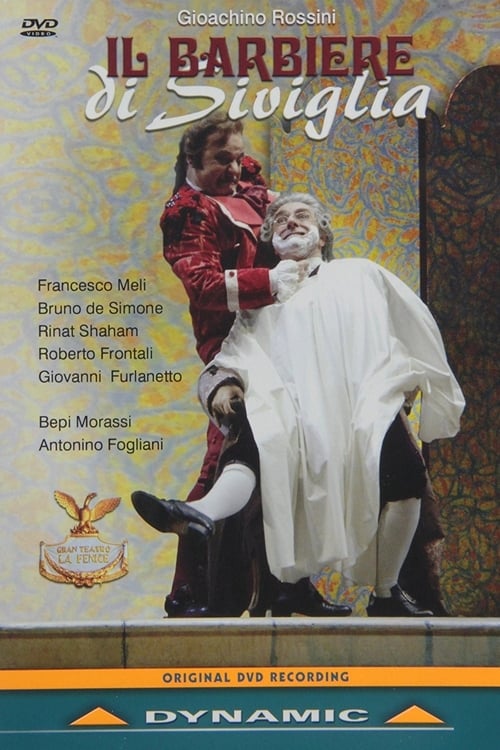 DVD
VIDEO
Gioachino Rossini
IL BARBIERE
di Siviglia
Francesco Meli
Bruno de Simone
Rinat Shaham
Roberto Frontali
Giovanni Furlanetto
Bepi Morassi
Antonino Fogliani
GRAN TEATRO
LA FENICE
ORIGINAL DVD RECORDING
DYNAMIC